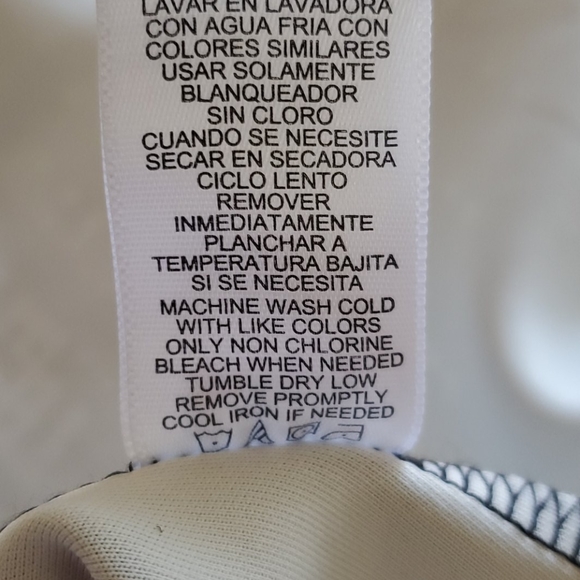 LAVAR EN LAVADORA
CON AGUA FRIA CON
COLORES SIMILARES
USAR SOLAMENTE
BLANQUEADOR
SIN CLORO
CUANDO SE NECESITE
SECAR EN SECADORA
CICLO LENTO
REMOVER
INMEDIATAMENTE
PLANCHAR A
TEMPERATURA BAJITA
SI SE NECESITA
MACHINE WASH COLD
WITH LIKE COLORS
ONLY NON CHLORINE
BLEACH WHEN NEEDED
TUMBLE DRY LOW
REMOVE PROMPTLY
COOL IRON IF NEEDED